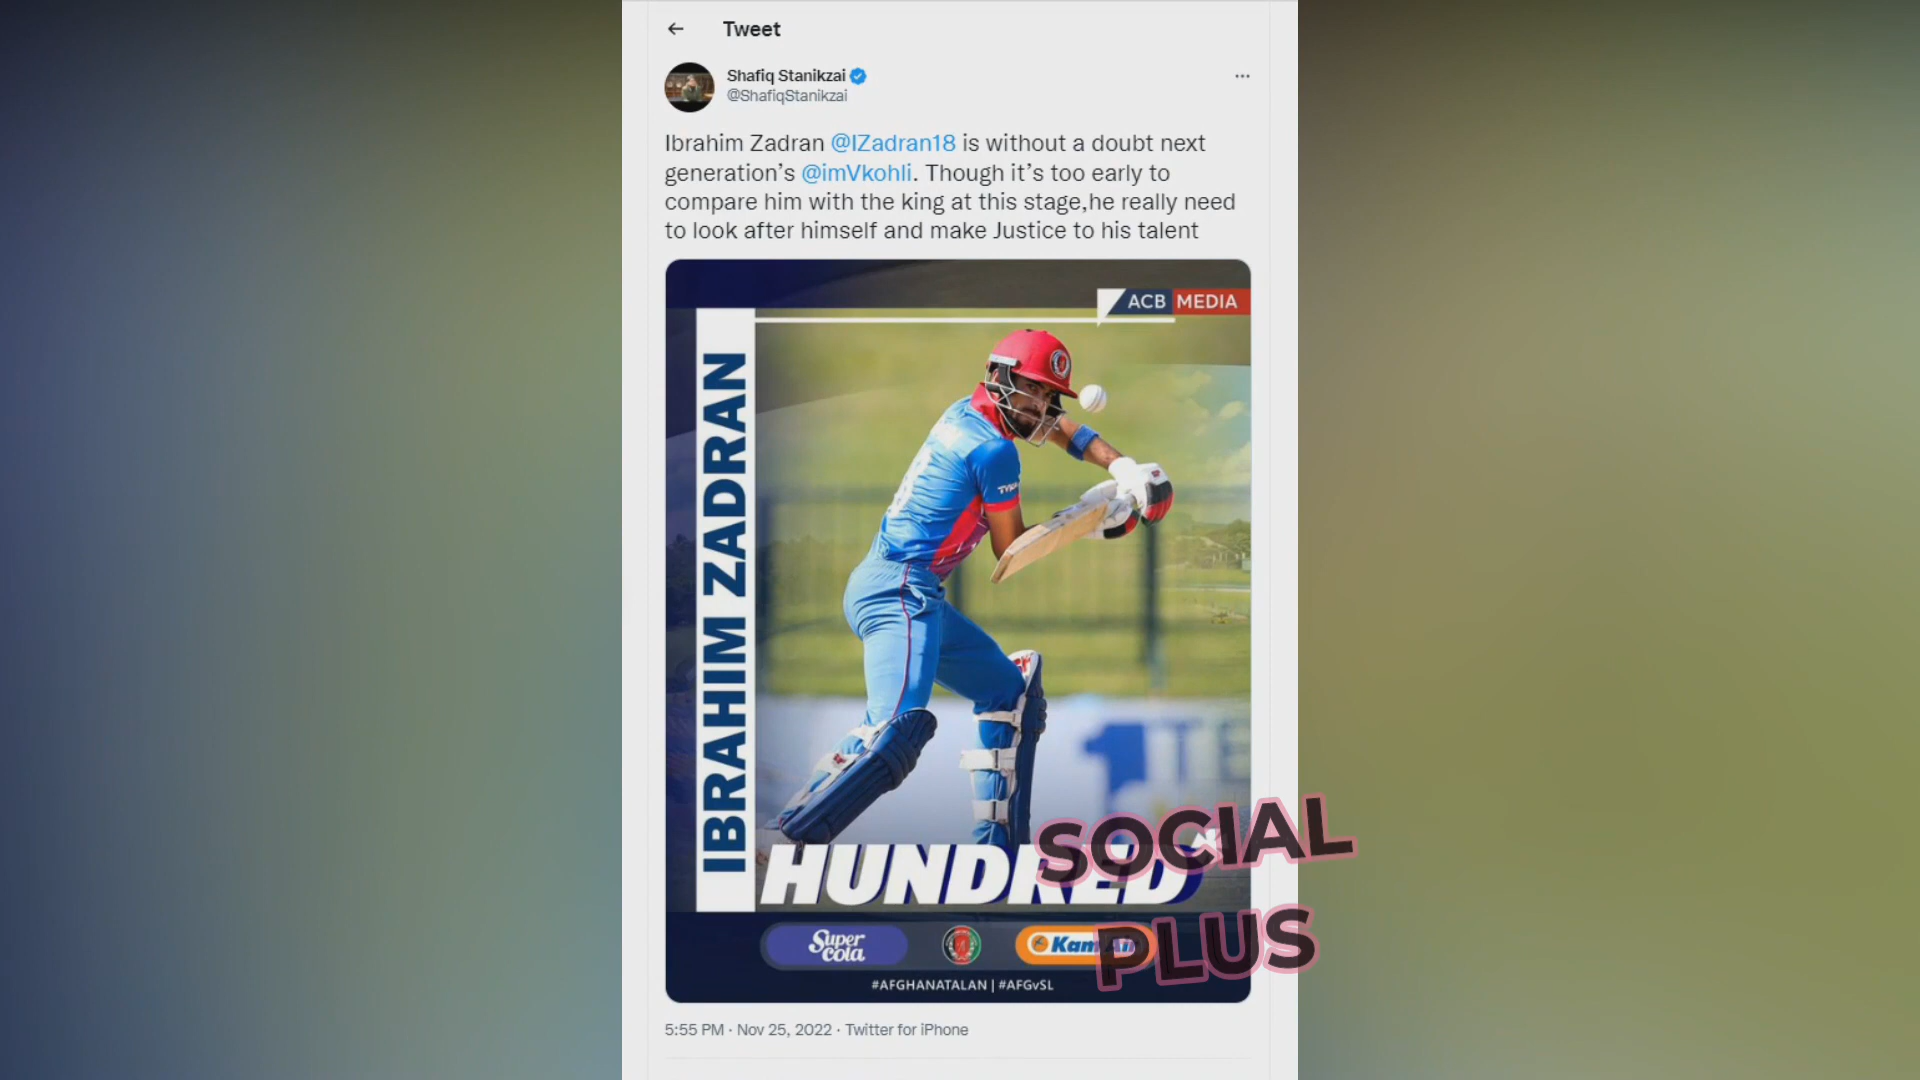 Tweet
Shafiq Stanikzai
@ShafiqStanikzai
Ibrahim Zadran @IZadran18 is without a doubt next
generation's @imVkohli. Though it's too early to
compare him with the king at this stage,he really need
to look after himself and make Justice to his talent
ACB MEDIA
IBRAHIM ZADRAN
HUNDRED
SOCIAL
PLUS
Super
Cola
Kam Air
#AFGHANATALAN | #AFGvSL
5:55 PM · Nov 25, 2022 · Twitter for iPhone